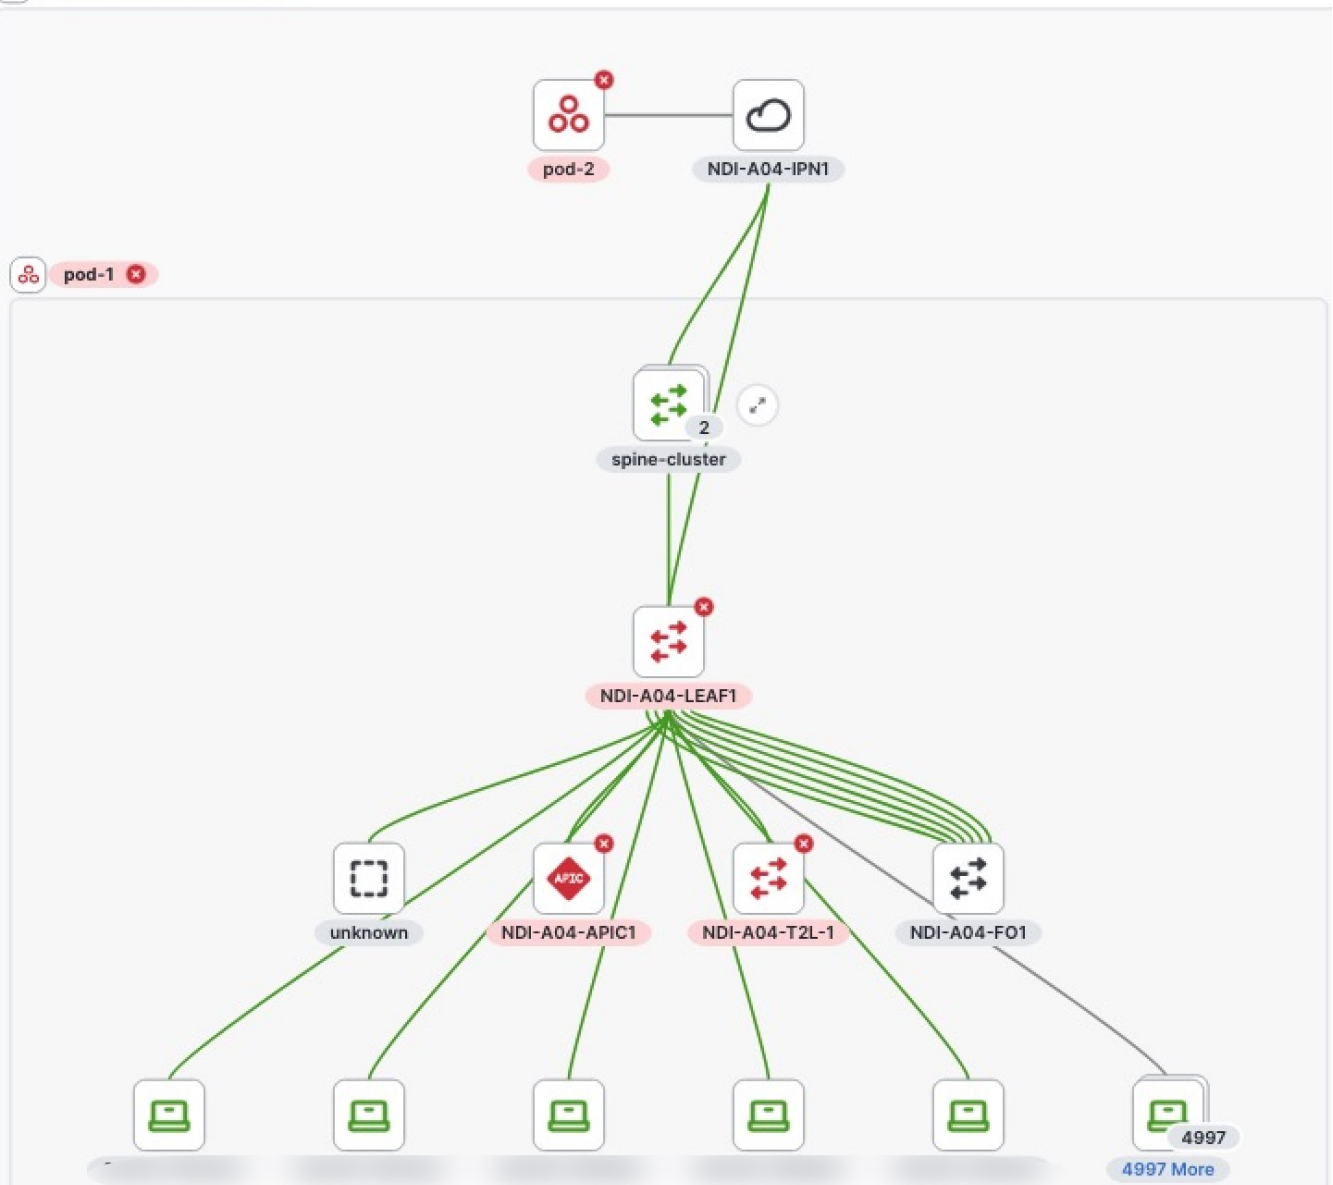 pod-2
NDI-A04-IPN1
pod-1
2
spine-cluster
NDI-A04-LEAF1
APIC
unknown
NDI-A04-APIC1
NDI-A04-T2L-1
NDI-A04-FO1
4997
4997 More